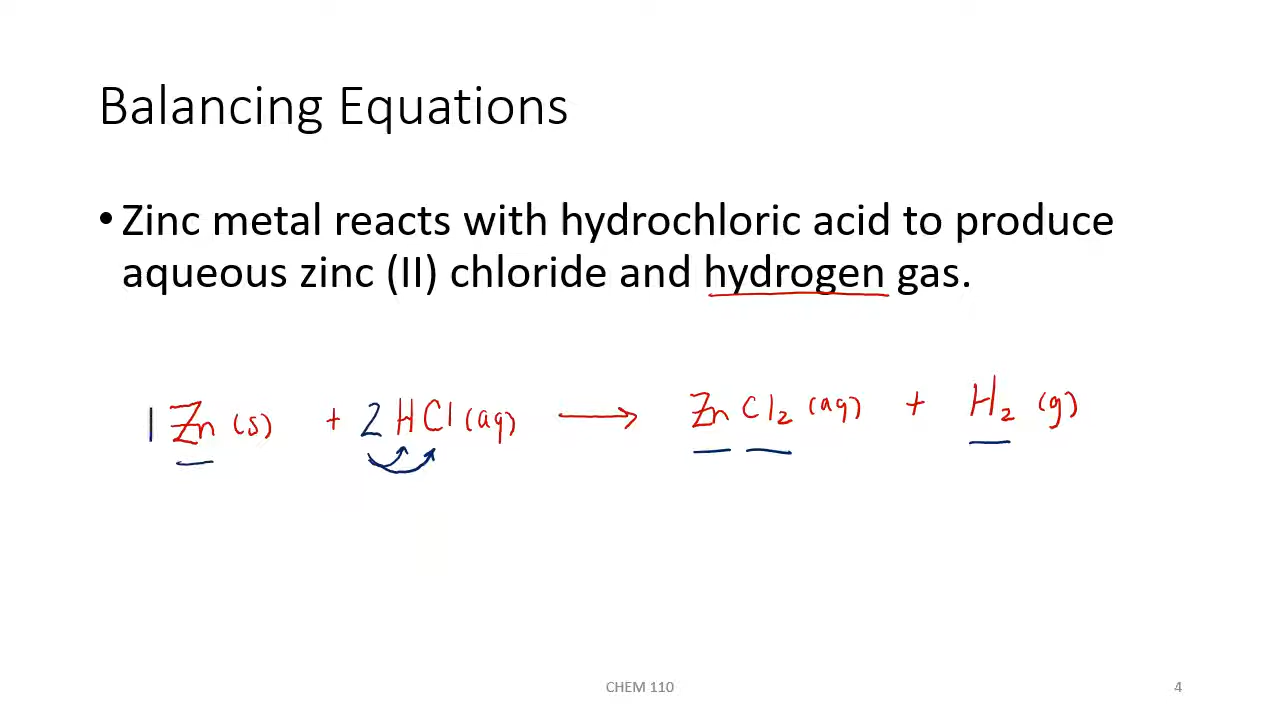 Balancing Equations
• Zinc metal reacts with hydrochloric acid to produce
aqueous zinc (II) chloride and hydrogen gas.
1 Zn (s) + 2 HCl (aq) ⟶ ZnCl₂ (aq) + H₂ (g)
CHEM 110 4